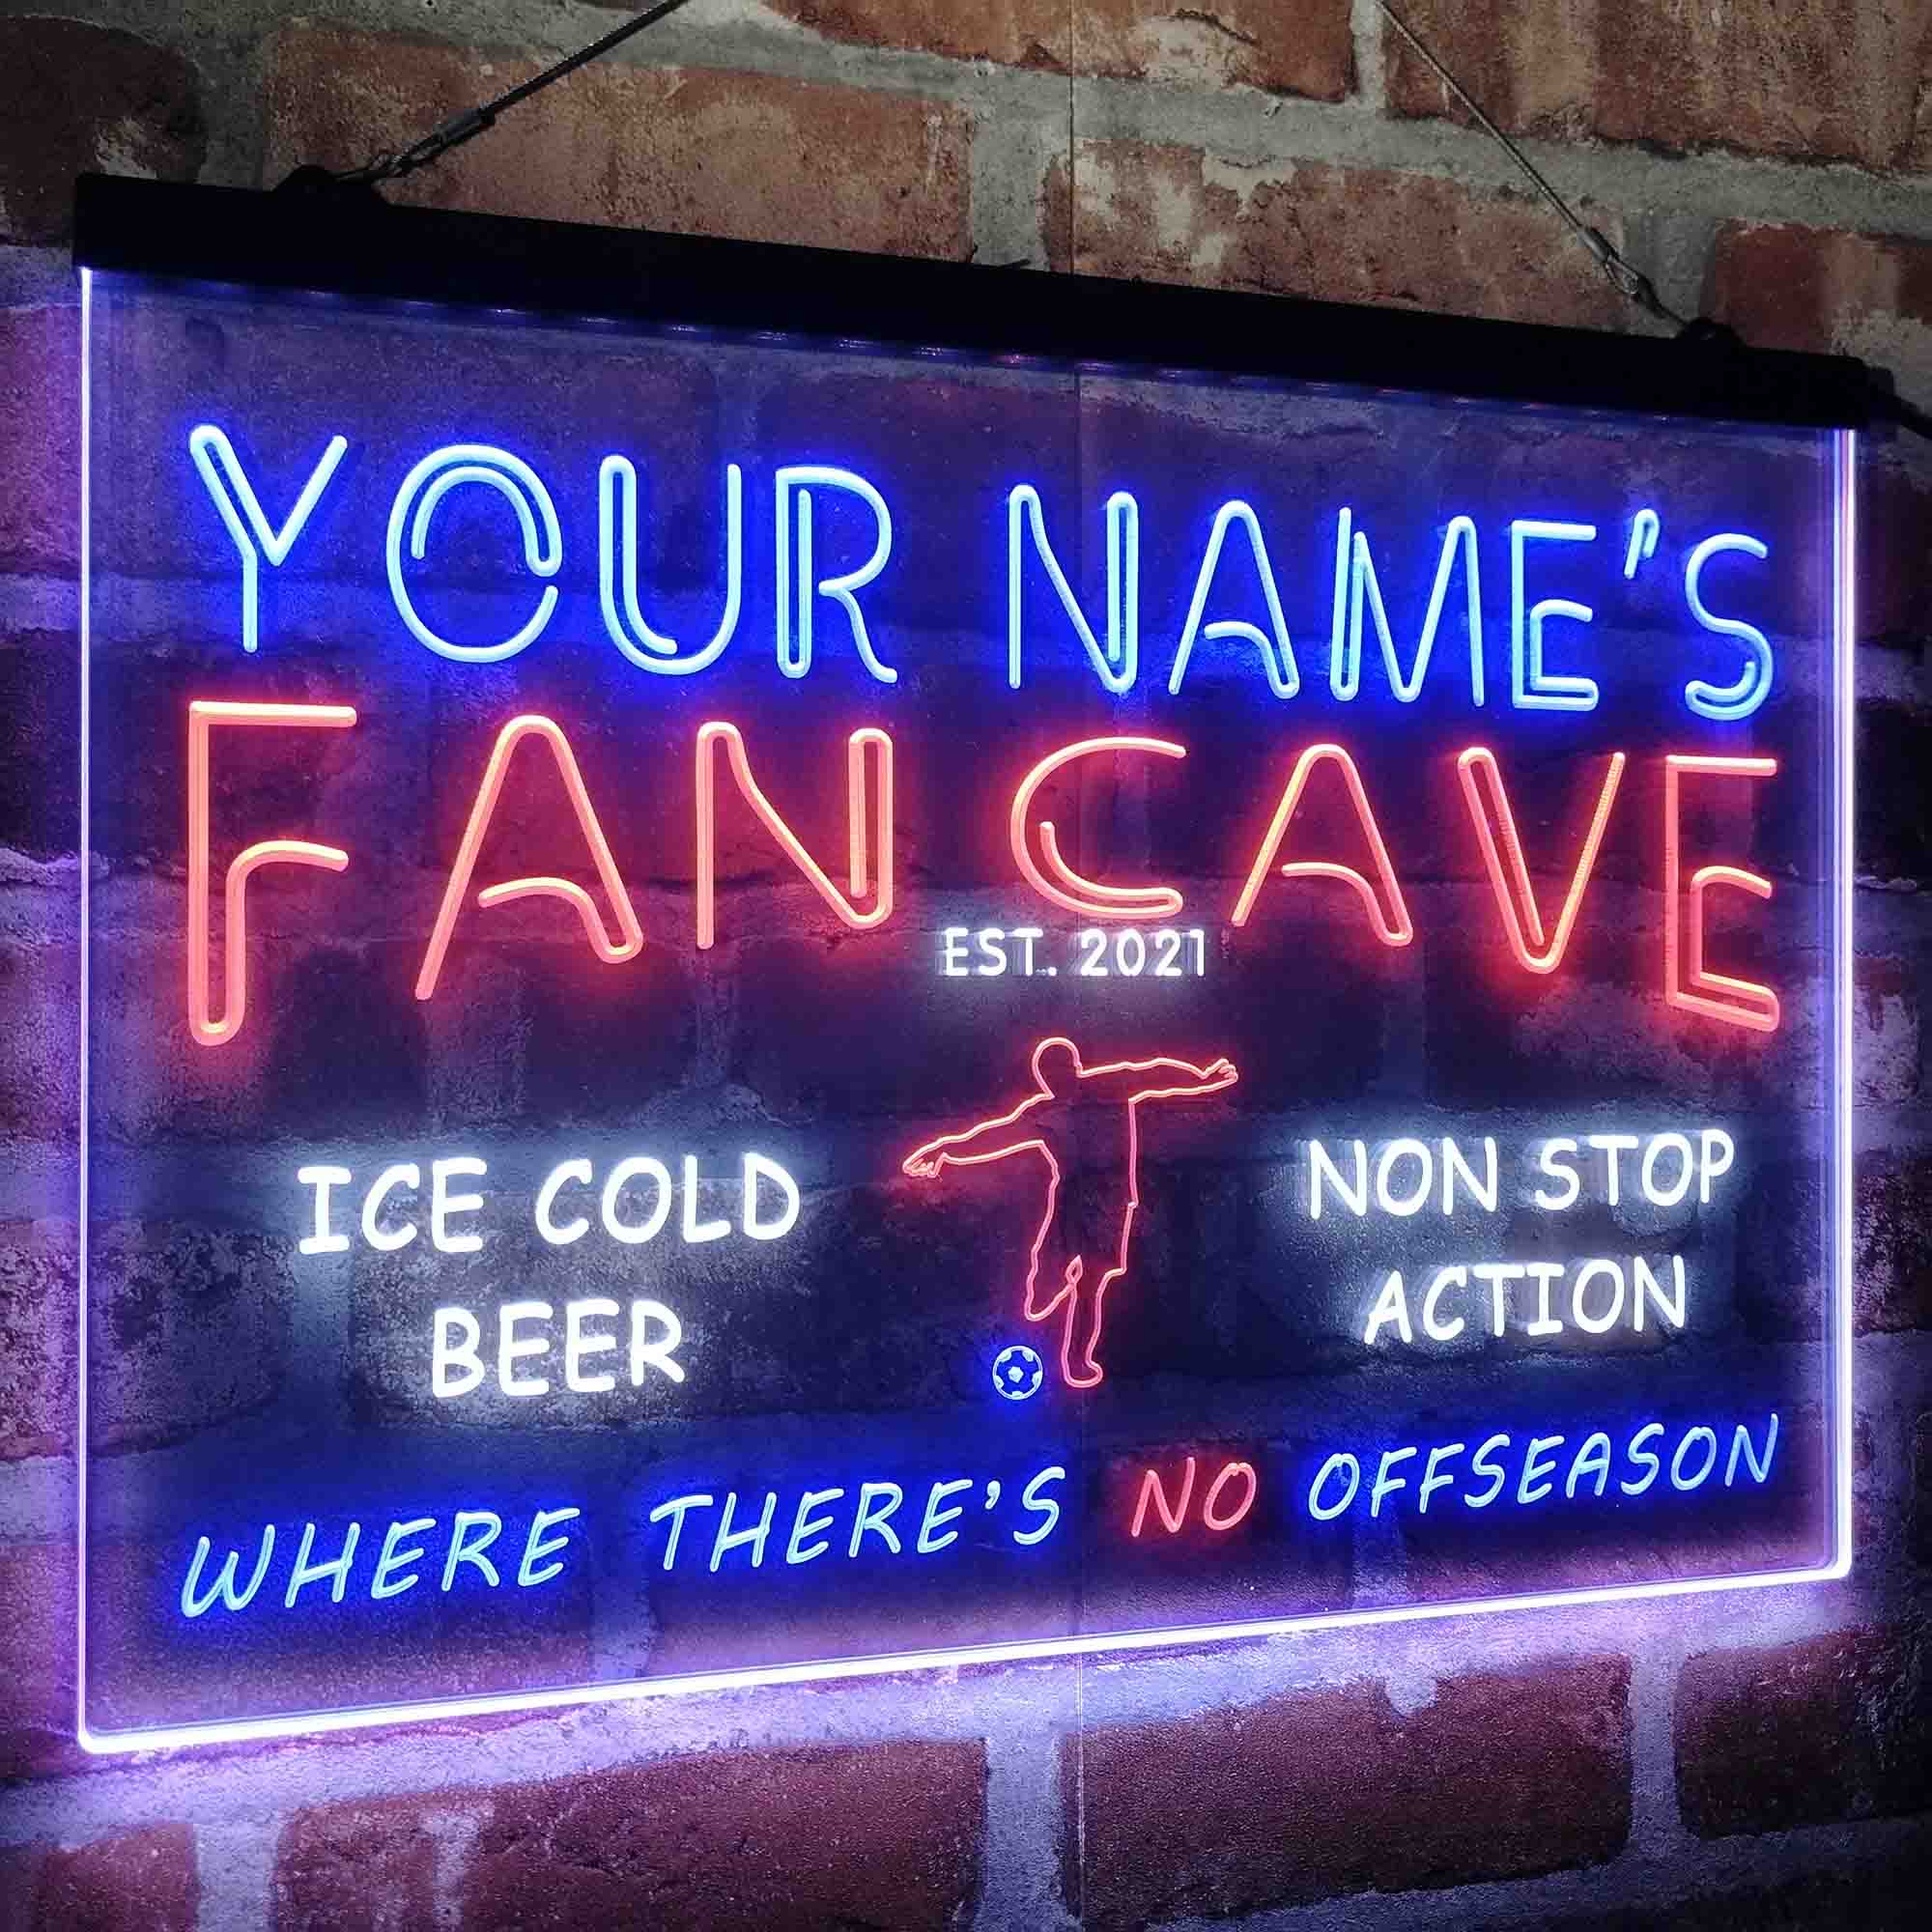 YOUR NAME'S
FAN CAVE
EST. 2021
ICE COLD
BEER
NON STOP
ACTION
WHERE THERE'S NO OFFSEASON